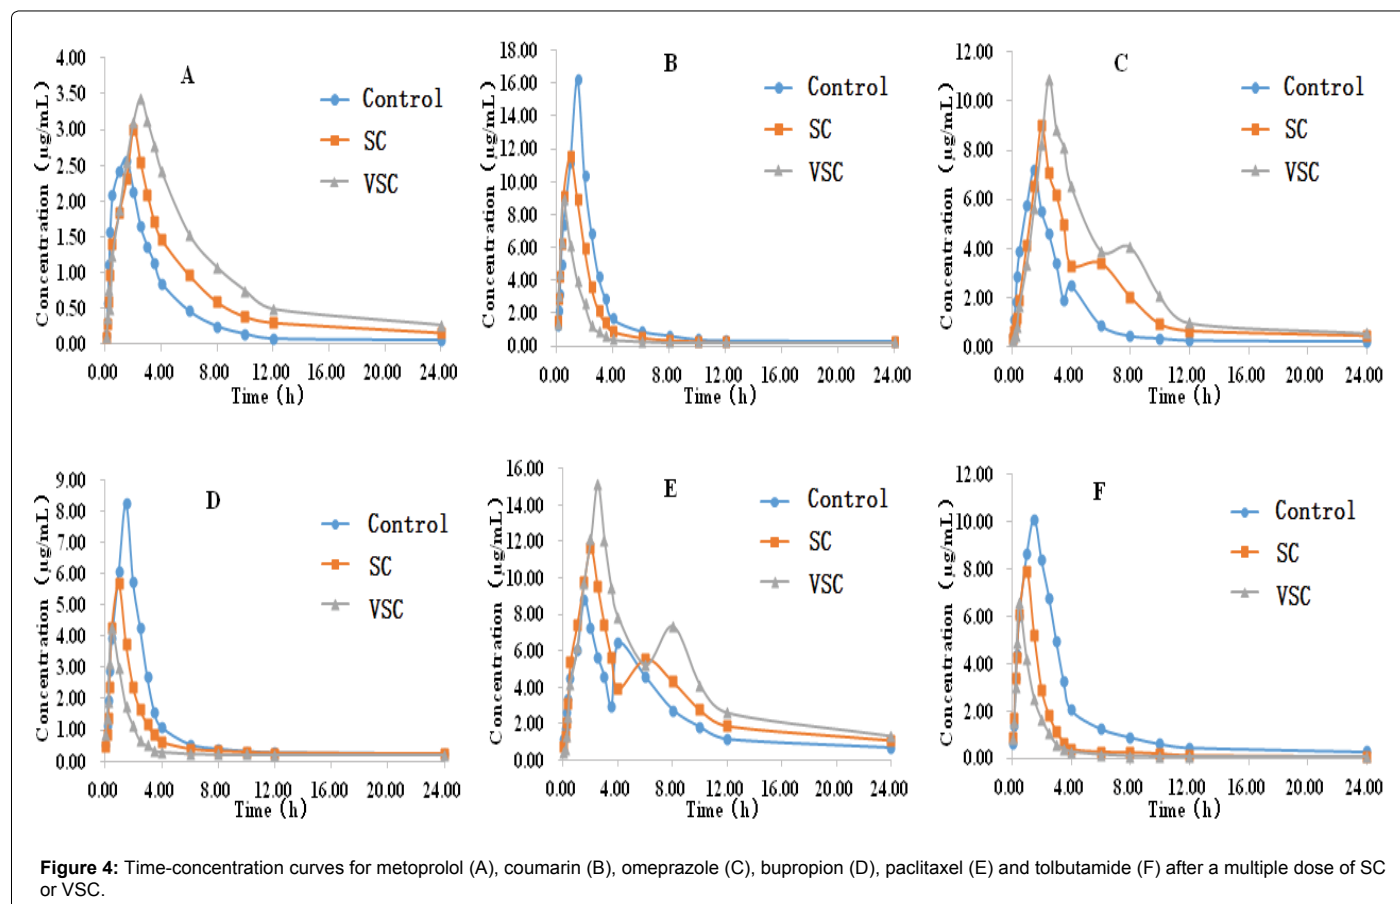 A
Concentration (μg/mL)
4.00
3.50
3.00
2.50
2.00
1.50
1.00
0.50
0.00
0.00 4.00 8.00 12.00 16.00 20.00 24.00
Time (h)
Control
SC
VSC
B
Concentration (μg/mL)
18.00
16.00
14.00
12.00
10.00
8.00
6.00
4.00
2.00
0.00
0.00 4.00 8.00 12.00 16.00 20.00 24.00
Time (h)
Control
SC
VSC
C
Concentration (μg/mL)
12.00
10.00
8.00
6.00
4.00
2.00
0.00
0.00 4.00 8.00 12.00 16.00 20.00 24.00
Time (h)
Control
SC
VSC
D
Concentration (μg/mL)
9.00
8.00
7.00
6.00
5.00
4.00
3.00
2.00
1.00
0.00
0.00 4.00 8.00 12.00 16.00 20.00 24.00
Time (h)
Control
SC
VSC
E
Concentration (μg/mL)
16.00
14.00
12.00
10.00
8.00
6.00
4.00
2.00
0.00
0.00 4.00 8.00 12.00 16.00 20.00 24.00
Time (h)
Control
SC
VSC
F
Concentration (μg/mL)
12.00
10.00
8.00
6.00
4.00
2.00
0.00
0.00 4.00 8.00 12.00 16.00 20.00 24.00
Time (h)
Control
SC
VSC
Figure 4: Time-concentration curves for metoprolol (A), coumarin (B), omeprazole (C), bupropion (D), paclitaxel (E) and tolbutamide (F) after a multiple dose of SC
or VSC.